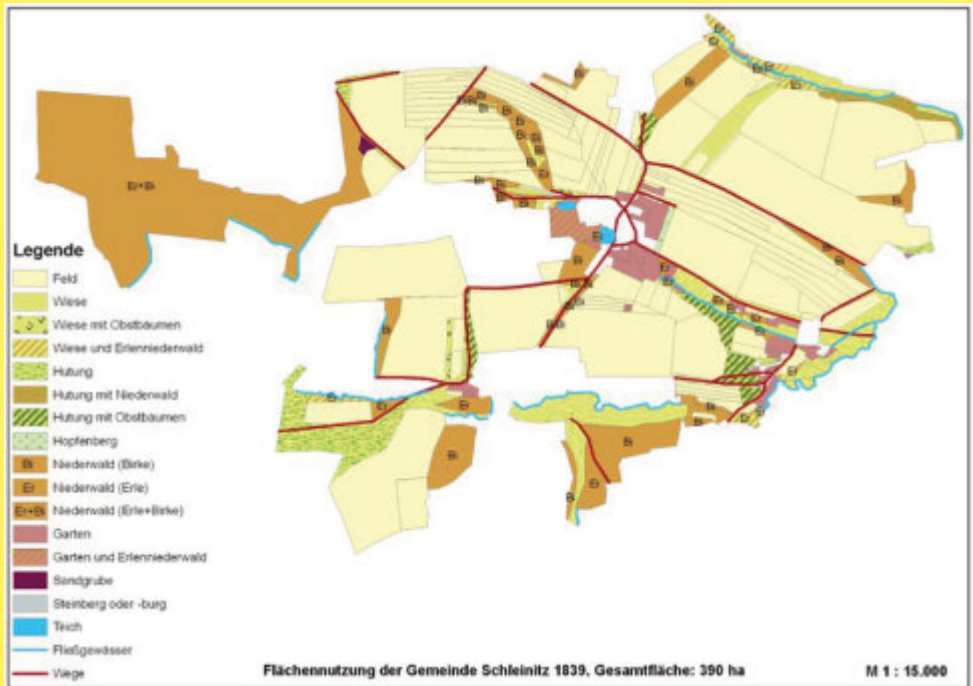 Er+Bi
Legende
Feld
Wiese
Wiese mit Obstbäumen
Wiese und Erlenniederwald
Hutung
Hutung mit Niederwald
Hutung mit Obstbäumen
Hopfenberg
Bi Niederwald (Birke)
Er Niederwald (Erle)
Er+Bi Niederwald (Erle+Birke)
Garten
Garten und Erlenniederwald
Sandgrube
Steinberg oder -burg
Teich
Fließgewässer
Wege
Flächennutzung der Gemeinde Schleinitz 1839, Gesamtfläche: 390 ha
M 1 : 15.000